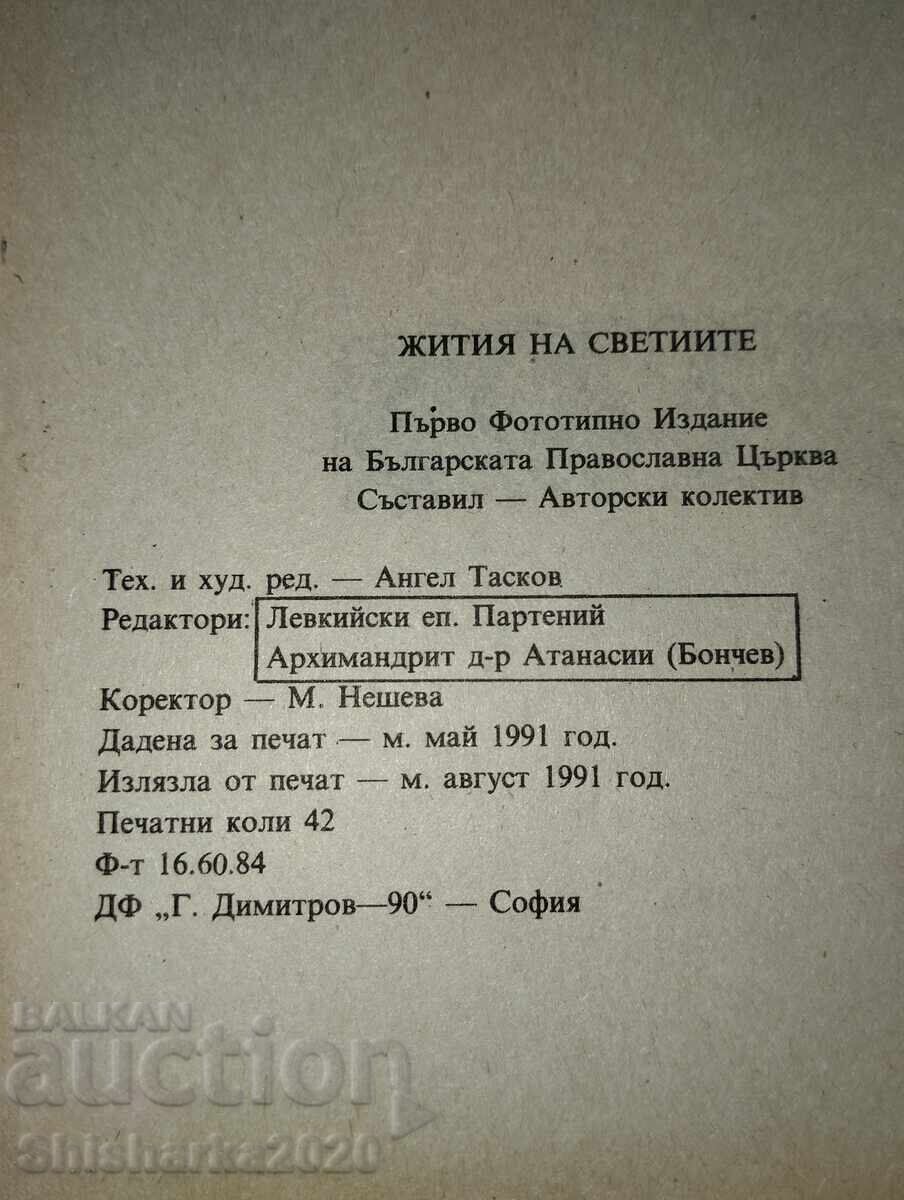 ЖИТИЯ НА СВЕТИИТЕ
Първо Фототипно Издание
на Българската Православна Църква
Съставил — Авторски колектив
Тех. и худ. ред. — Ангел Тасков
Редактори: Левкийски еп. Партений
Архимандрит д-р Атанасии (Бончев)
Коректор — М. Нешева
Дадена за печат — м. май 1991 год.
Излязла от печат — м. август 1991 год.
Печатни коли 42
Ф-т 16.60.84
ДФ „Г. Димитров—90“ — София
BALKAN
auction
Shisharka2020